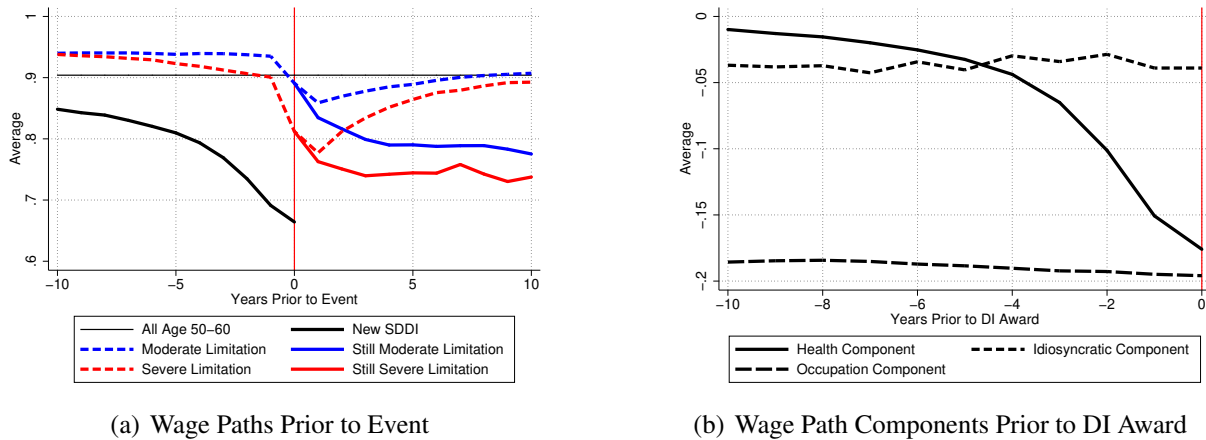 1
.9
.8
.7
.6
Average
−10
−5
0
5
10
Years Prior to Event
All Age 50−60
New SDDI
Moderate Limitation
Still Moderate Limitation
Severe Limitation
Still Severe Limitation
(a) Wage Paths Prior to Event
0
−.05
−.1
−.15
−.2
Average
−10
−8
−6
−4
−2
0
Years Prior to DI Award
Health Component
Idiosyncratic Component
Occupation Component
(b) Wage Path Components Prior to DI Award